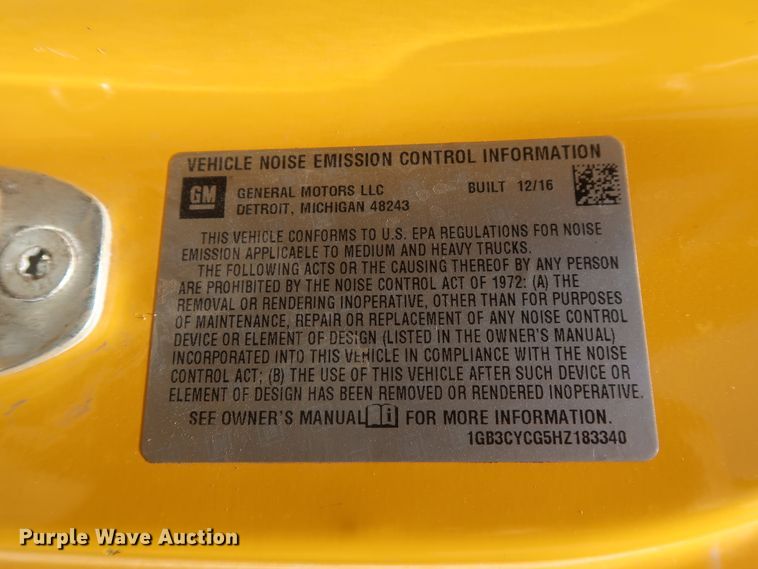 VEHICLE NOISE EMISSION CONTROL INFORMATION
GM GENERAL MOTORS LLC BUILT 12/16
DETROIT, MICHIGAN 48243
THIS VEHICLE CONFORMS TO U.S. EPA REGULATIONS FOR NOISE
EMISSION APPLICABLE TO MEDIUM AND HEAVY TRUCKS.
THE FOLLOWING ACTS OR THE CAUSING THEREOF BY ANY PERSON
ARE PROHIBITED BY THE NOISE CONTROL ACT OF 1972: (A) THE
REMOVAL OR RENDERING INOPERATIVE, OTHER THAN FOR PURPOSES
OF MAINTENANCE, REPAIR OR REPLACEMENT OF ANY NOISE CONTROL
DEVICE OR ELEMENT OF DESIGN (LISTED IN THE OWNER'S MANUAL)
INCORPORATED INTO THIS VEHICLE IN COMPLIANCE WITH THE NOISE
CONTROL ACT; (B) THE USE OF THIS VEHICLE AFTER SUCH DEVICE OR
ELEMENT OF DESIGN HAS BEEN REMOVED OR RENDERED INOPERATIVE.
SEE OWNER'S MANUAL FOR MORE INFORMATION.
1GB3CYCG5HZ183340
Purple Wave Auction